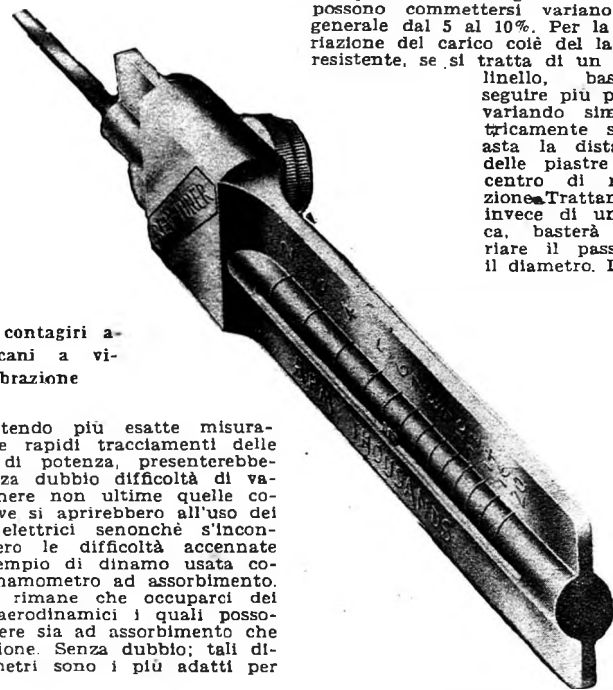 possono commettersi variano
generale dal 5 al 10%. Per la
riazione del carico coiè del la
resistente, se si tratta di un
linello, bas
seguire più p
variando sim
tricamente s
asta la dista
delle piastre
centro di r
zione Trattar
invece di un
ca, basterà
riare il pass
il diametro. I
contagiri a-
cani a vi-
brazione
tendo più esatte misura-
e rapidi tracciamenti delle
di potenza, presenterebbe-
za dubbio difficoltà di va-
nere non ultime quelle co-
ve si aprirebbero all'uso dei
elettrici senonchè s'incon-
ero le difficoltà accennate
empio di dinamo usata co-
namometro ad assorbimento.
rimane che occuparci dei
aerodinamici i quali posso-
ere sia ad assorbimento che
ione. Senza dubbio; tali di-
metri sono i più adatti per
R.P.M. THOUSANDS